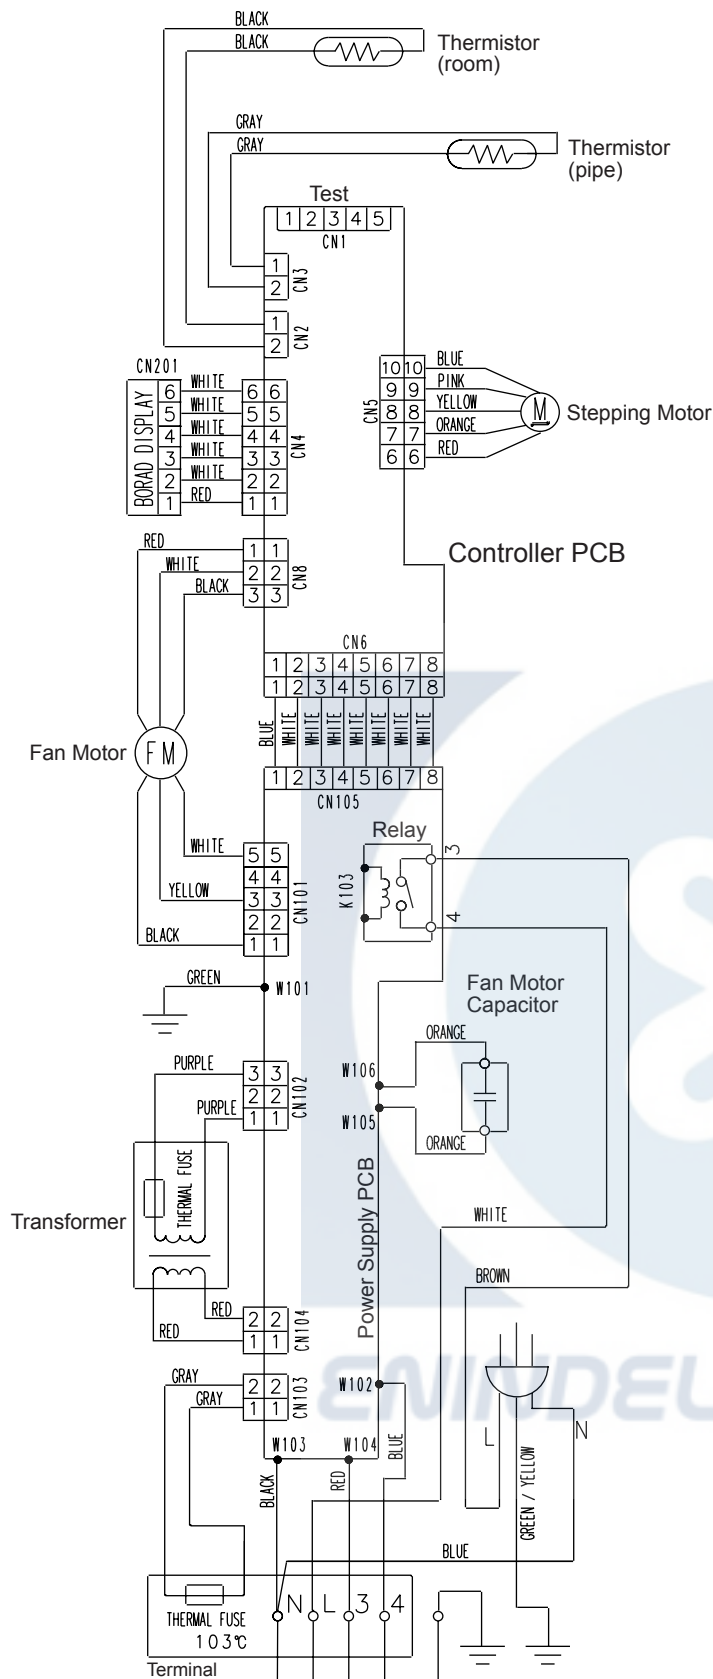 BLACK
BLACK
Thermistor
(room)
GRAY
GRAY
Thermistor
(pipe)
Test
1 2 3 4 5
CN1
1
2
CN3
1
2
CN2
CN201
BORAD DISPLAY
6 WHITE 6 6
5 WHITE 5 5
4 WHITE 4 4
3 WHITE 3 3
2 WHITE 2 2
1 RED 1 1
CN4
CN5
10 10 BLUE
9 9 PINK
8 8 YELLOW
7 7 ORANGE
6 6 RED
M
Stepping Motor
Controller PCB
RED 1 1
WHITE 2 2
BLACK 3 3
CN8
CN6
1 2 3 4 5 6 7 8
1 2 3 4 5 6 7 8
BLUE WHITE WHITE WHITE WHITE WHITE WHITE WHITE
1 2 3 4 5 6 7 8
CN105
Fan Motor
FM
WHITE 5 5
4 4
YELLOW 3 3
2 2
BLACK 1 1
CN101
Relay
K103
3
4
GREEN
W101
Fan Motor
Capacitor
ORANGE
W106
W105
ORANGE
PURPLE 3 3
2 2
PURPLE 1 1
CN102
Transformer
THERMAL FUSE
Power Supply PCB
WHITE
BROWN
RED 2 2
RED 1 1
CN104
GRAY 2 2
GRAY 1 1
CN103
W102
ENINDEL
L
N
W103
W104
BLACK
RED
BLUE
GREEN / YELLOW
BLUE
N L 3 4
THERMAL FUSE
103℃
Terminal